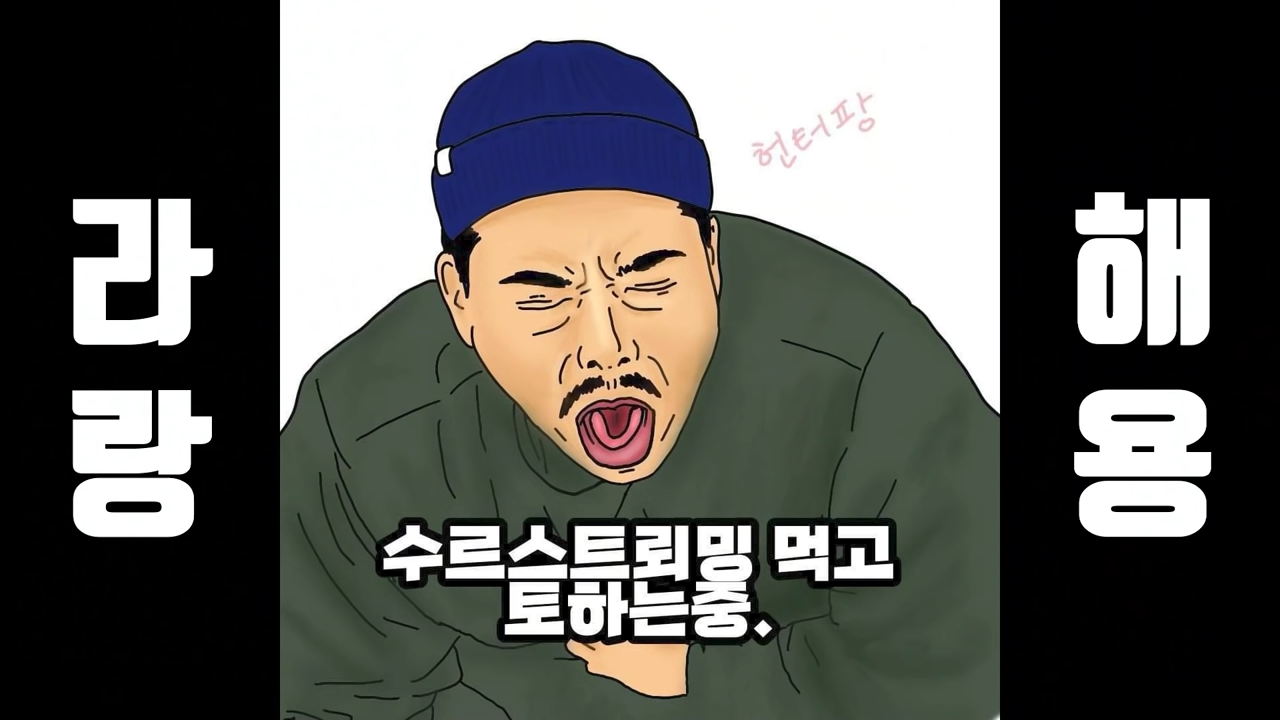 라랑
해용
헌터팡
수르스트뢰밍 먹고
토하는중.